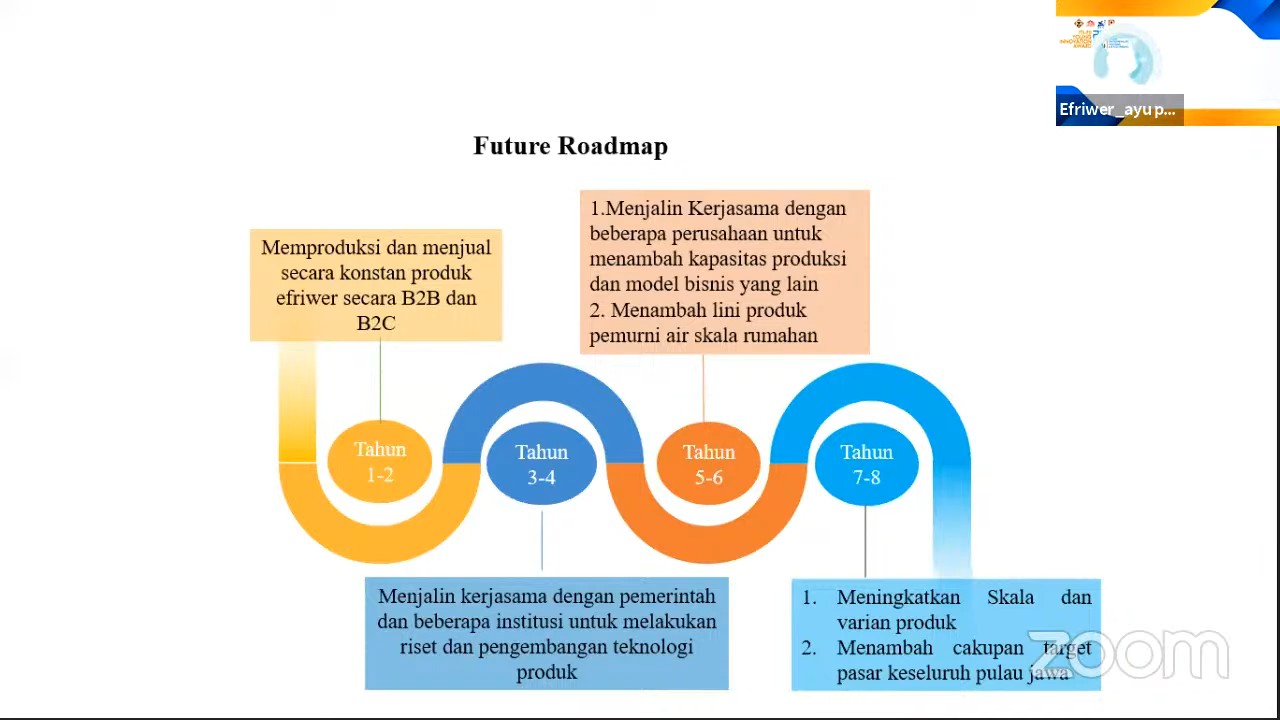 Efriwer_ayu p...
Future Roadmap
Memproduksi dan menjual
secara konstan produk
efriwer secara B2B dan
B2C
1.Menjalin Kerjasama dengan
beberapa perusahaan untuk
menambah kapasitas produksi
dan model bisnis yang lain
2. Menambah lini produk
pemurni air skala rumahan
Tahun
1-2
Tahun
3-4
Tahun
5-6
Tahun
7-8
Menjalin kerjasama dengan pemerintah
dan beberapa institusi untuk melakukan
riset dan pengembangan teknologi
produk
1. Meningkatkan Skala dan
varian produk
2. Menambah cakupan target
pasar keseluruh pulau jawa
zoom